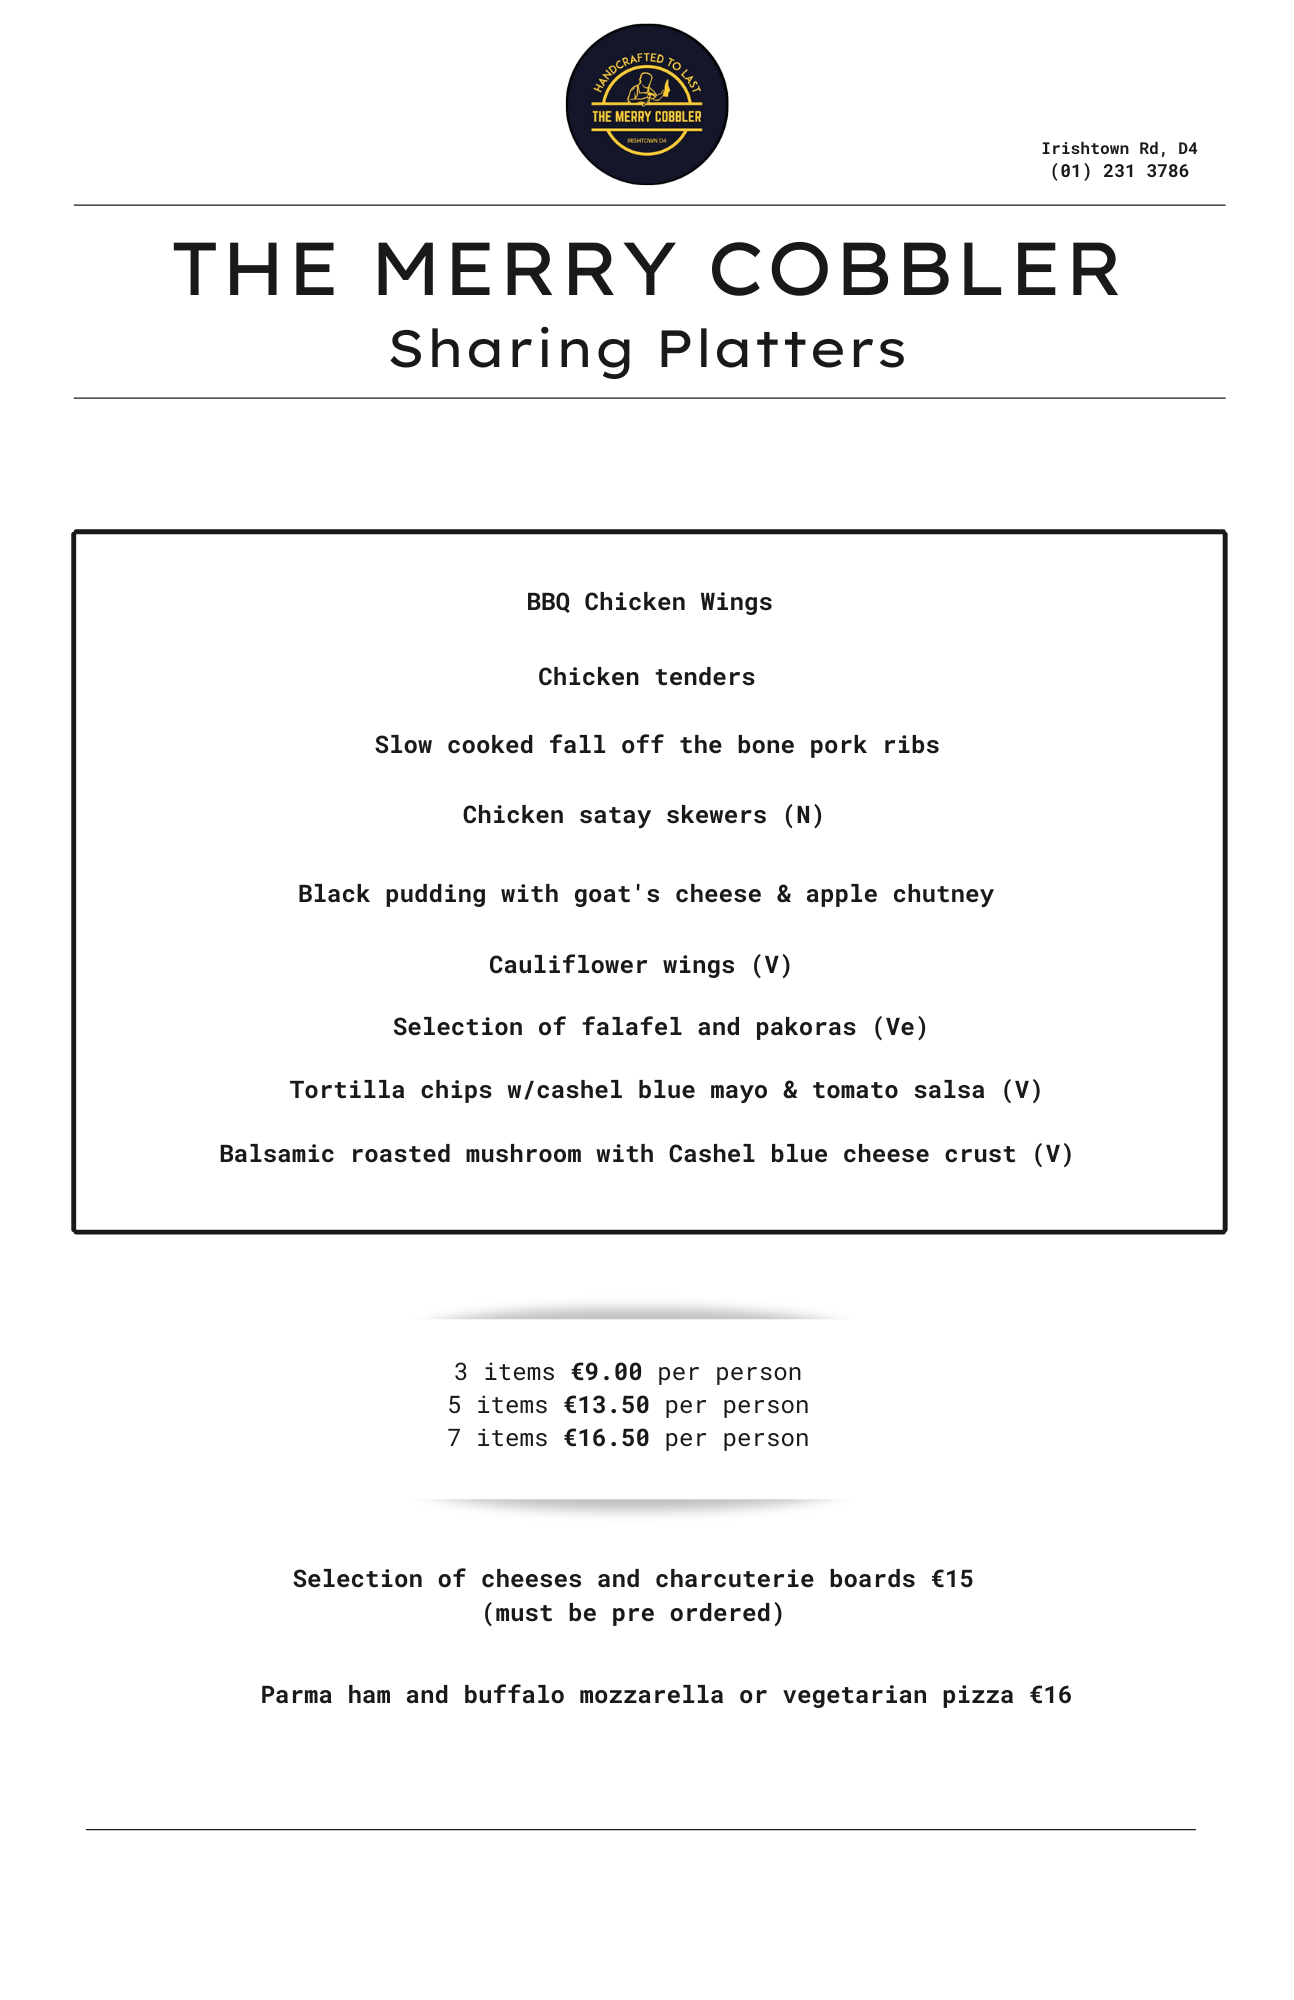 HANDCRAFTED TO LAST
THE MERRY COBBLER
IRISHTOWN D4
Irishtown Rd, D4
(01) 231 3786
THE MERRY COBBLER
Sharing Platters
BBQ Chicken Wings
Chicken tenders
Slow cooked fall off the bone pork ribs
Chicken satay skewers (N)
Black pudding with goat's cheese & apple chutney
Cauliflower wings (V)
Selection of falafel and pakoras (Ve)
Tortilla chips w/cashel blue mayo & tomato salsa (V)
Balsamic roasted mushroom with Cashel blue cheese crust (V)
3 items €9.00 per person
5 items €13.50 per person
7 items €16.50 per person
Selection of cheeses and charcuterie boards €15
(must be pre ordered)
Parma ham and buffalo mozzarella or vegetarian pizza €16